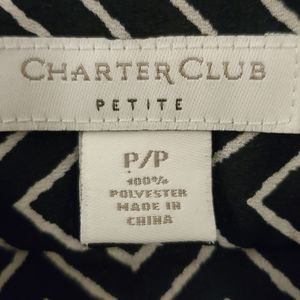 CHARTER CLUB
PETITE
P/P
100%
POLYESTER
MADE IN
CHINA